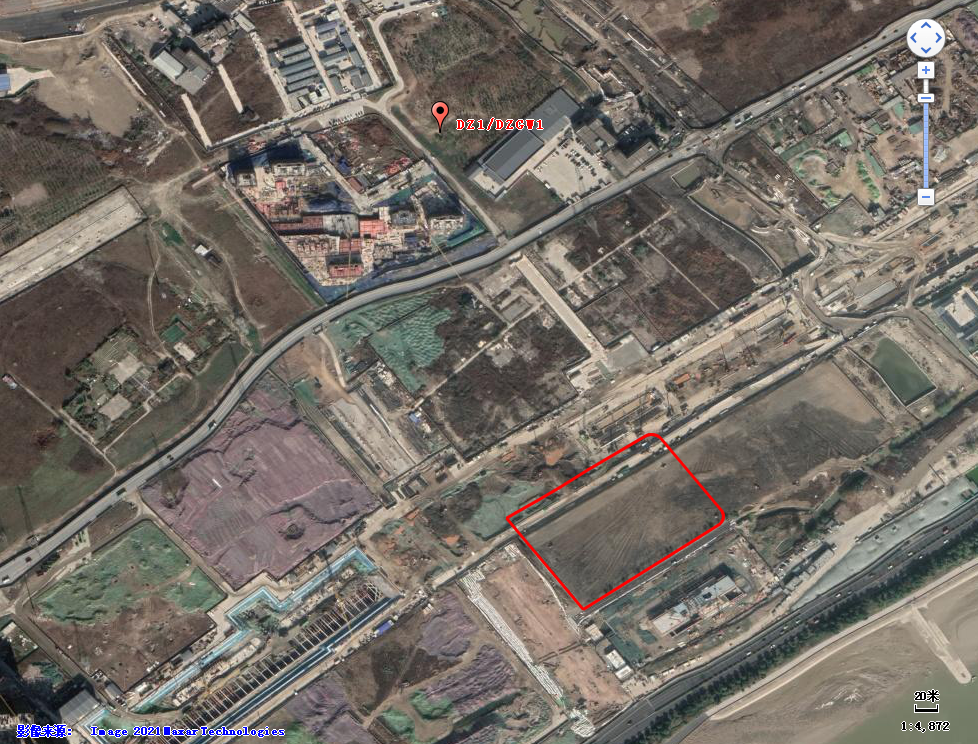 DZ1/DZGW1
20米
1:4,872
影像来源: Image 2021 Maxar Technologies